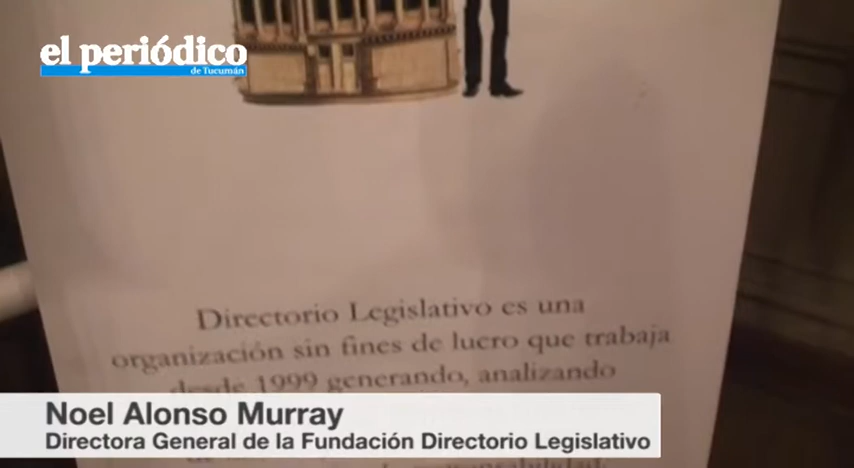 el periódico
de Tucumán
Directorio Legislativo es una
organización sin fines de lucro que trabaja
desde 1999 generando, analizando
Noel Alonso Murray
Directora General de la Fundación Directorio Legislativo